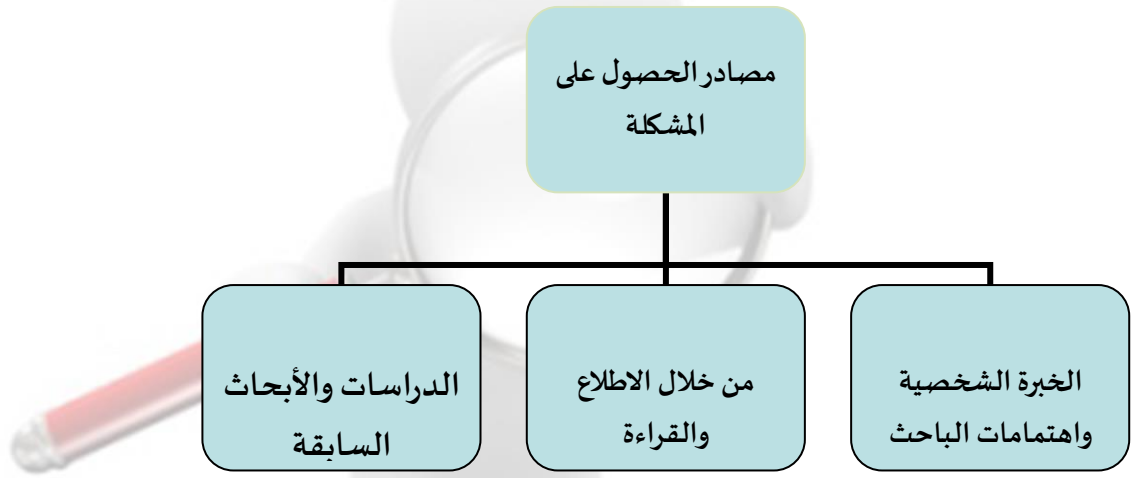 مصادر الحصول على
المشكلة
الخبرة الشخصية
واهتمامات الباحث
من خلال الاطلاع
والقراءة
الدراسات والأبحاث
السابقة